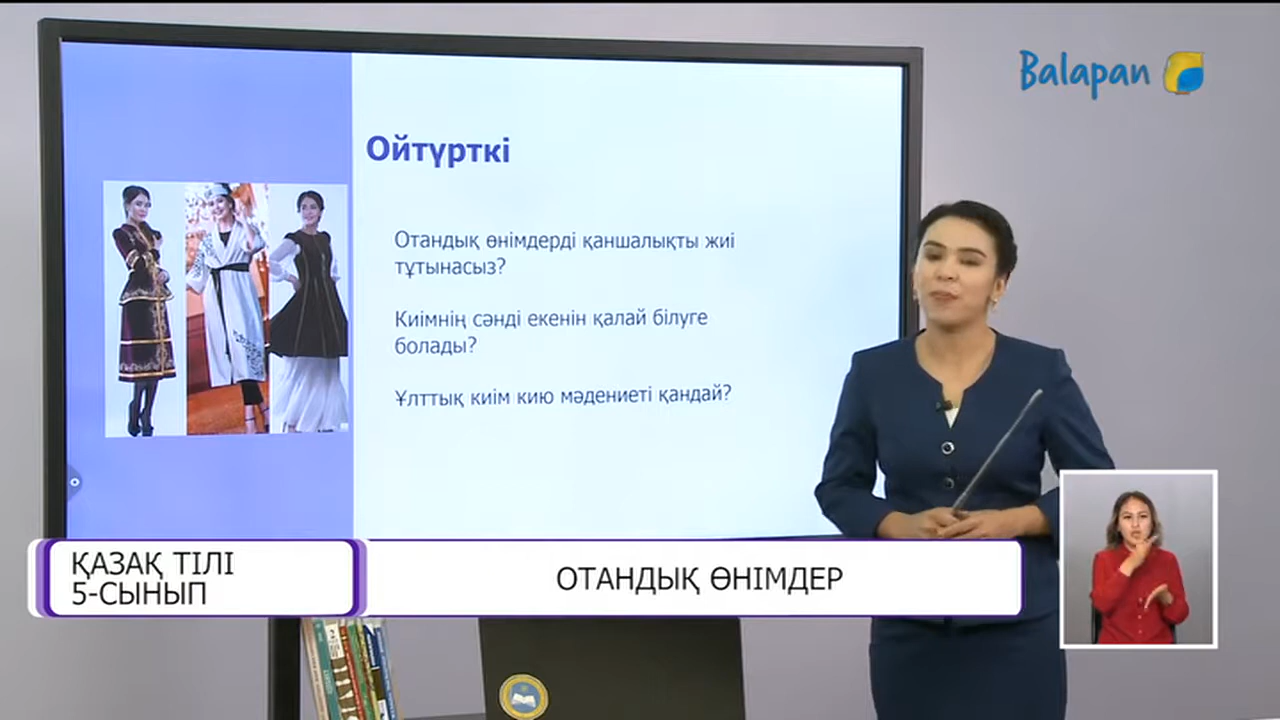 Balapan
Ойтүрткі
Отандық өнімдерді қаншалықты жиі
тұтынасыз?
Киімнің сәнді екенін қалай білуге
болады?
Ұлттық киім кию мәдениеті қандай?
ҚАЗАҚ ТІЛІ
5-СЫНЫП
ОТАНДЫҚ ӨНІМДЕР